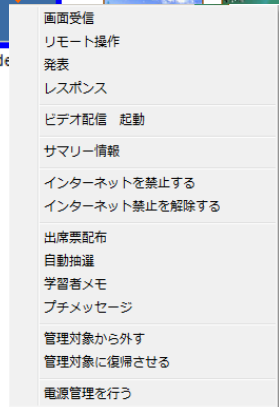 画面受信
リモート操作
発表
レスポンス
ビデオ配信　起動
サマリー情報
インターネットを禁止する
インターネット禁止を解除する
出席票配布
自動抽選
学習者メモ
プチメッセージ
管理対象から外す
管理対象に復帰させる
電源管理を行う